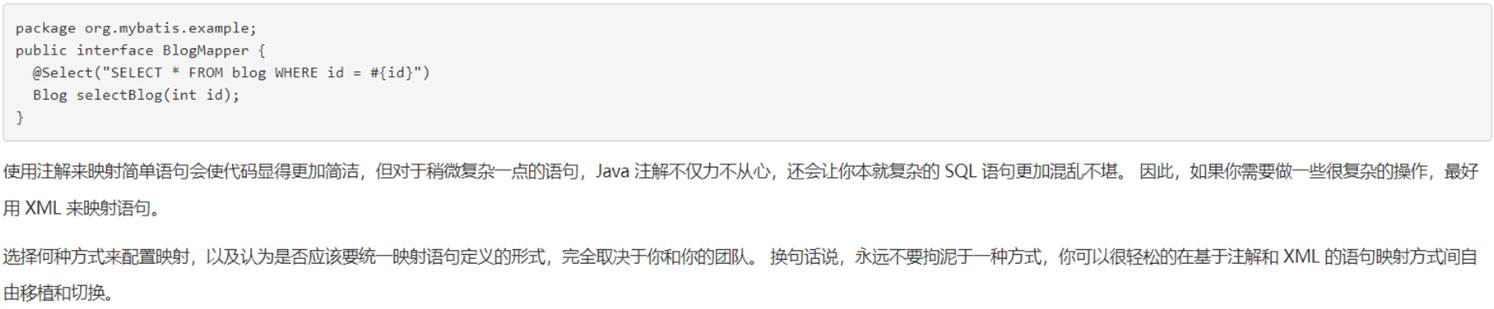 package org.mybatis.example;
public interface BlogMapper {
  @Select("SELECT * FROM blog WHERE id = #{id}")
  Blog selectBlog(int id);
}
使用注解来映射简单语句会使代码显得更加简洁，但对于稍微复杂一点的语句，Java 注解不仅力不从心，还会让你本就复杂的 SQL 语句更加混乱不堪。 因此，如果你需要做一些很复杂的操作，最好
用 XML 来映射语句。
选择何种方式来配置映射，以及认为是否应该要统一映射语句定义的形式，完全取决于你和你的团队。 换句话说，永远不要拘泥于一种方式，你可以很轻松的在基于注解和 XML 的语句映射方式间自
由移植和切换。